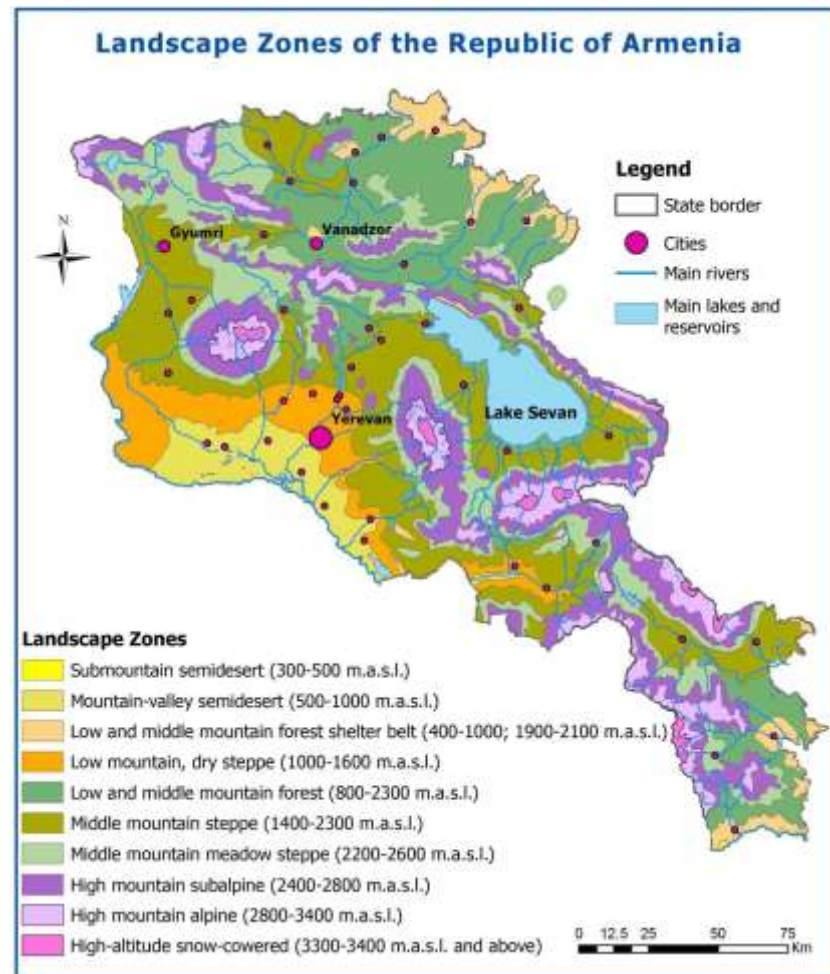 Landscape Zones of the Republic of Armenia
Legend
State border
Cities
Main rivers
Main lakes and
reservoirs
N
Gyumri
Vanadzor
Lake Sevan
Yerevan
Landscape Zones
Submountain semidesert (300-500 m.a.s.l.)
Mountain-valley semidesert (500-1000 m.a.s.l.)
Low and middle mountain forest shelter belt (400-1000; 1900-2100 m.a.s.l.)
Low mountain, dry steppe (1000-1600 m.a.s.l.)
Low and middle mountain forest (800-2300 m.a.s.l.)
Middle mountain steppe (1400-2300 m.a.s.l.)
Middle mountain meadow steppe (2200-2600 m.a.s.l.)
High mountain subalpine (2400-2800 m.a.s.l.)
High mountain alpine (2800-3400 m.a.s.l.)
High-altitude snow-cowered (3300-3400 m.a.s.l. and above)
0 12.5 25 50 75
Km